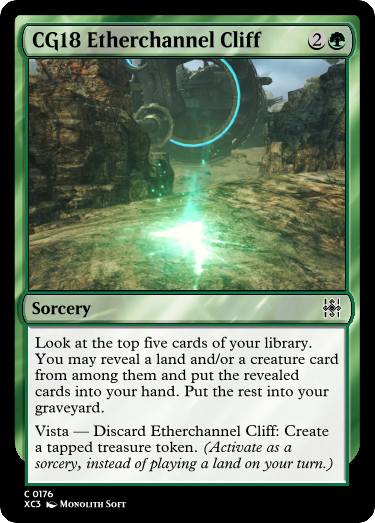 CG18 Etherchannel Cliff 2
Sorcery
Look at the top five cards of your library.
You may reveal a land and/or a creature card
from among them and put the revealed
cards into your hand. Put the rest into your
graveyard.
Vista — Discard Etherchannel Cliff: Create
a tapped treasure token. (Activate as a
sorcery, instead of playing a land on your turn.)
C 0176
XC3 Monolith Soft